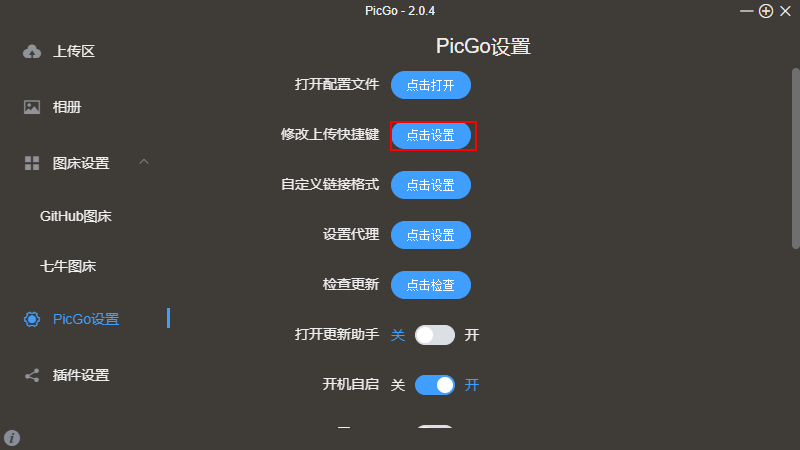 PicGo - 2.0.4
上传区
相册
图床设置
GitHub图床
七牛图床
PicGo设置
插件设置
PicGo设置
打开配置文件 点击打开
修改上传快捷键 点击设置
自定义链接格式 点击设置
设置代理 点击设置
检查更新 点击检查
打开更新助手 关 开
开机自启 关 开